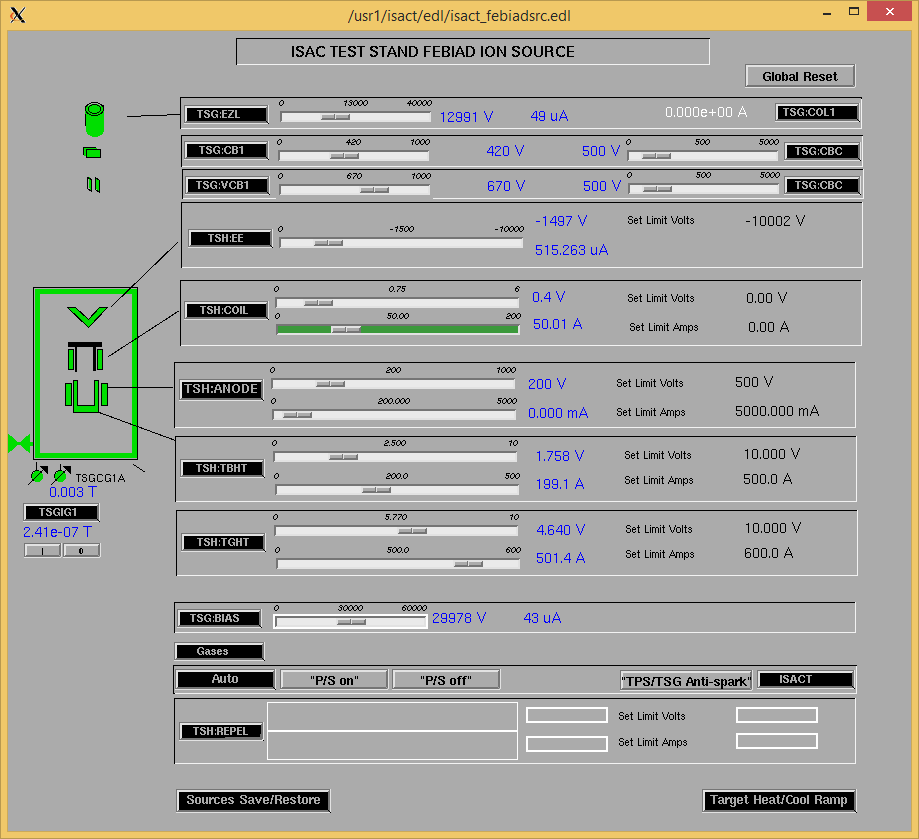 X /usr1/isact/edl/isact_febiadsrc.edl
ISAC TEST STAND FEBIAD ION SOURCE
Global Reset
TSG:EZL 0 13000 40000 12991 V 49 uA 0.000e+00 A TSG:COL1
TSG:CB1 0 420 1000 420 V 500 V 0 500 5000 TSG:CBC
TSG:VCB1 0 670 1000 670 V 500 V 0 500 5000 TSG:CBC
-1497 V Set Limit Volts -10002 V
TSH:EE 0 -1500 -10000
515.263 uA
0 0.75 6 0.4 V Set Limit Volts 0.00 V
TSH:COIL
0 50.00 200 50.01 A Set Limit Amps 0.00 A
0 200 1000 200 V Set Limit Volts 500 V
TSH:ANODE
0 200.000 5000 0.000 mA Set Limit Amps 5000.000 mA
0 2.500 10 1.758 V Set Limit Volts 10.000 V
TSH:TBHT
0 200.0 500 199.1 A Set Limit Amps 500.0 A
TSGCG1A
0.003 T
TSGIG1
2.41e-07 T
I 0
0 5.770 10 4.640 V Set Limit Volts 10.000 V
TSH:TGHT
0 500.0 600 501.4 A Set Limit Amps 600.0 A
TSG:BIAS 0 30000 60000 29978 V 43 uA
Gases
Auto "P/S on" "P/S off" "TPS/TSG Anti-spark" ISACT
Set Limit Volts
TSH:REPEL
Set Limit Amps
Sources Save/Restore Target Heat/Cool Ramp